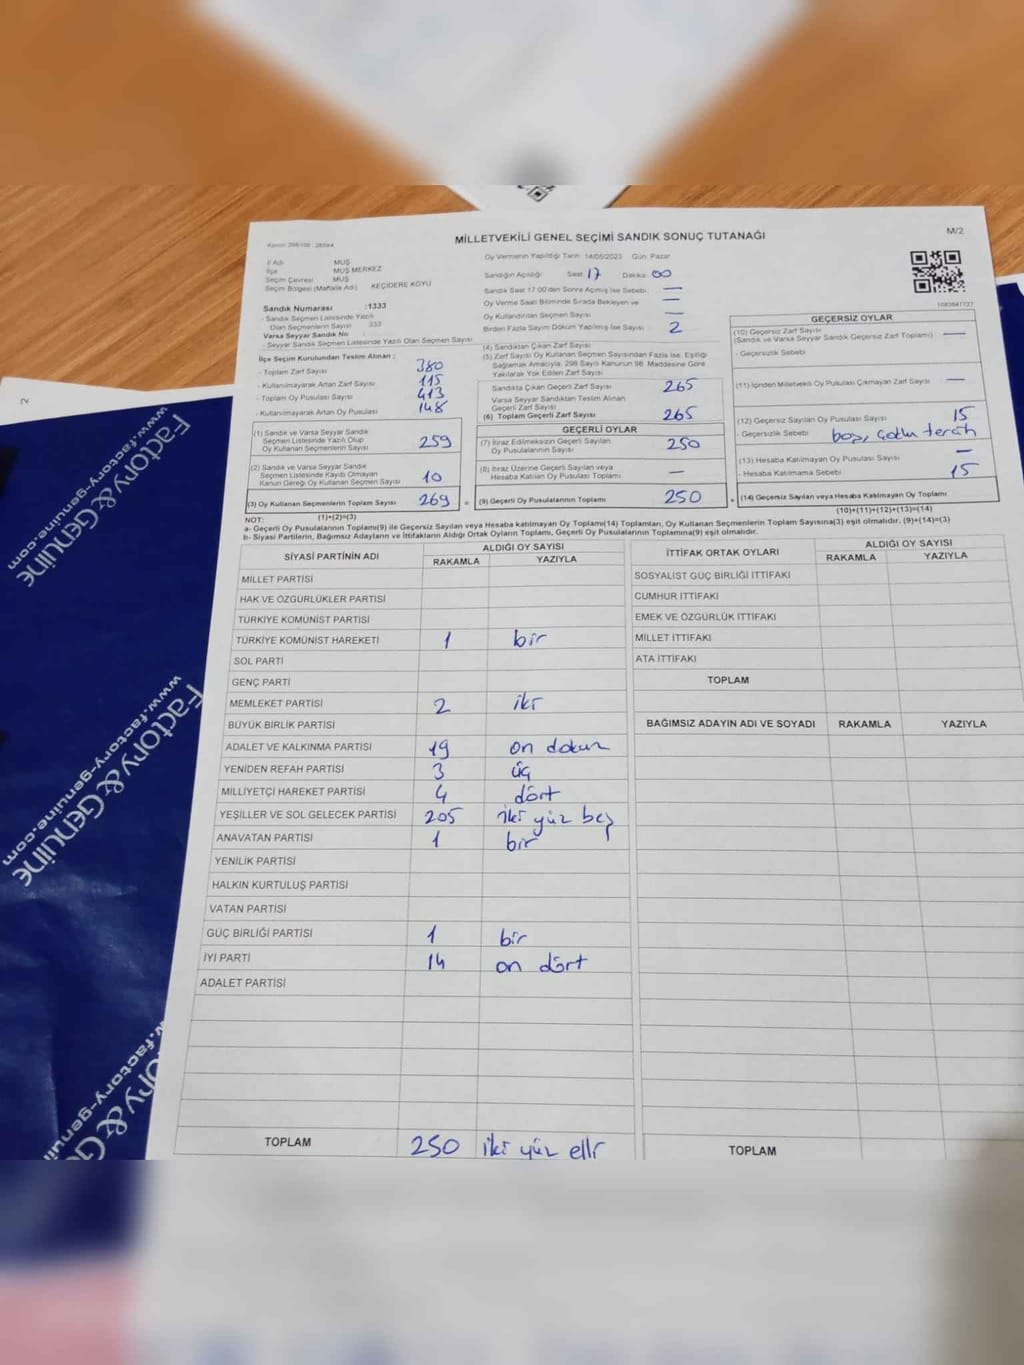 MİLLETVEKİLİ GENEL SEÇİMİ SANDIK SONUÇ TUTANAĞI
M/2
İl Adı MUŞ
İlçe MUŞ MERKEZ
Seçim Çevresi MUŞ
Seçim Bölgesi (Mahalle Adı) : KEÇİDERE KÖYÜ
Sandık Numarası : 1333
- Sandık Seçmen Listesinde Yazılı
Olan Seçmenlerin Sayısı : 333
Varsa Seyyar Sandık No
- Seyyar Sandık Seçmen Listesinde Yazılı Olan Seçmen Sayısı
İlçe Seçim Kurulundan Teslim Alınan ;
- Toplam Zarf Sayısı 380
- Kullanılmayarak Artan Zarf Sayısı 115
- Toplam Oy Pusulası Sayısı 413
- Kullanılmayarak Artan Oy Pusulası 148
(1) Sandık ve Varsa Seyyar Sandık
Seçmen Listesinde Yazılı Olup
Oy Kullanan Seçmenlerin Sayısı 259
(2) Sandık ve Varsa Seyyar Sandık
Seçmen Listesinde Kayıtlı Olmayan
Kanun Gereği Oy Kullanan Seçmen Sayısı 10
(3) Oy Kullanan Seçmenlerin Toplam Sayısı 269 =
(1)+(2)=(3)
Oy Vermenin Yapıldığı Tarih : 14/05/2023 Gün: Pazar
Sandığın Açıldığı Saat: 17 Dakika: 00
Sandık Saat 17:00'den Sonra Açılmış İse Sebebi: —
Oy Verme Saati Bitiminde Sırada Bekleyen ve —
Oy Kullandırılan Seçmen Sayısı —
Birden Fazla Sayım Döküm Yapılmış İse Sayısı 2
(4) Sandıktan Çıkan Zarf Sayısı
(5) Zarf Sayısı Oy Kullanan Seçmen Sayısından Fazla İse, Eşitliği
Sağlamak Amacıyla, 298 Sayılı Kanunun 98. Maddesine Göre
Yakılarak Yok Edilen Zarf Sayısı
Sandıkta Çıkan Geçerli Zarf Sayısı 265
Varsa Seyyar Sandıktan Teslim Alınan
Geçerli Zarf Sayısı
(6) Toplam Geçerli Zarf Sayısı 265
GEÇERLİ OYLAR
(7) İtiraz Edilmeksizin Geçerli Sayılan
Oy Pusulalarının Sayısı 250
(8) İtiraz Üzerine Geçerli Sayılan veya
Hesaba Katılan Oy Pusulası Toplamı —
(9) Geçerli Oy Pusulalarının Toplamı 250 +
1083647727
GEÇERSİZ OYLAR
(10) Geçersiz Zarf Sayısı
(Sandık ve Varsa Seyyar Sandık Geçersiz Zarf Toplamı) —
- Geçersizlik Sebebi
(11) İçinden Milletvekili Oy Pusulası Çıkmayan Zarf Sayısı —
(12) Geçersiz Sayılan Oy Pusulası Sayısı 15
- Geçersizlik Sebebi boş,
(13) Hesaba Katılmayan Oy Pusulası Sayısı —
- Hesaba Katılmama Sebebi 15
(14) Geçersiz Sayılan veya Hesaba Katılmayan Oy Toplamı
(10)+(11)+(12)+(13)=(14)
NOT:
a- Geçerli Oy Pusulalarının Toplamı(9) ile Geçersiz Sayılan veya Hesaba katılmayan Oy Toplamı(14) Toplamları, Oy Kullanan Seçmenlerin Toplam Sayısına(3) eşit olmalıdır. (9)+(14)=(3)
b- Siyasi Partilerin, Bağımsız Adayların ve İttifakların Aldığı Ortak Oyların Toplamı, Geçerli Oy Pusulalarının Toplamına(9) eşit olmalıdır.
SİYASİ PARTİNİN ADI ALDIĞI OY SAYISI
RAKAMLA YAZIYLA
MİLLET PARTİSİ
HAK VE ÖZGÜRLÜKLER PARTİSİ
TÜRKİYE KOMÜNİST PARTİSİ
TÜRKİYE KOMÜNİST HAREKETİ 1 bir
SOL PARTİ
GENÇ PARTİ
MEMLEKET PARTİSİ 2 iki
BÜYÜK BİRLİK PARTİSİ
ADALET VE KALKINMA PARTİSİ 19 on dokuz
YENİDEN REFAH PARTİSİ 3 üç
MİLLİYETÇİ HAREKET PARTİSİ 4 dört
YEŞİLLER VE SOL GELECEK PARTİSİ 205 iki yüz beş
ANAVATAN PARTİSİ 1 bir
YENİLİK PARTİSİ
HALKIN KURTULUŞ PARTİSİ
VATAN PARTİSİ
GÜÇ BİRLİĞİ PARTİSİ 1 bir
İYİ PARTİ 14 on dört
ADALET PARTİSİ
TOPLAM 250 iki yüz elli
İTTİFAK ORTAK OYLARI ALDIĞI OY SAYISI
RAKAMLA YAZIYLA
SOSYALİST GÜÇ BİRLİĞİ İTTİFAKI
CUMHUR İTTİFAKI
EMEK VE ÖZGÜRLÜK İTTİFAKI
MİLLET İTTİFAKI
ATA İTTİFAKI
TOPLAM
BAĞIMSIZ ADAYIN ADI VE SOYADI RAKAMLA YAZIYLA
TOPLAM
2
Factory&Genuine
www.factory-genuine.com
Factory&Genuine
www.factory-genuine.com